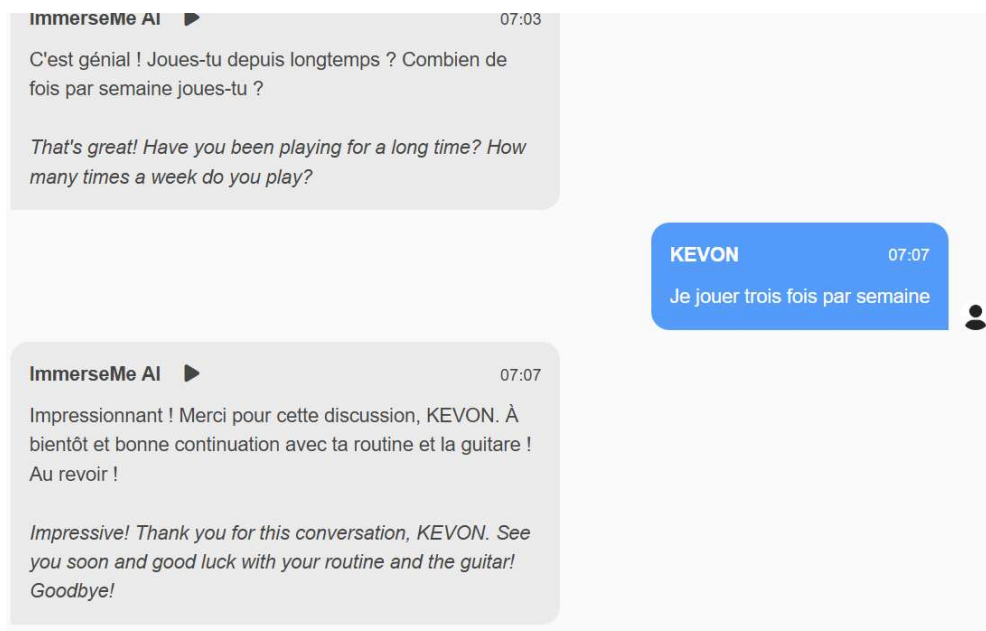 ImmerseMe AI 07:03
C'est génial ! Joues-tu depuis longtemps ? Combien de
fois par semaine joues-tu ?
That's great! Have you been playing for a long time? How
many times a week do you play?
KEVON 07:07
Je jouer trois fois par semaine
ImmerseMe AI 07:07
Impressionnant ! Merci pour cette discussion, KEVON. À
bientôt et bonne continuation avec ta routine et la guitare !
Au revoir !
Impressive! Thank you for this conversation, KEVON. See
you soon and good luck with your routine and the guitar!
Goodbye!